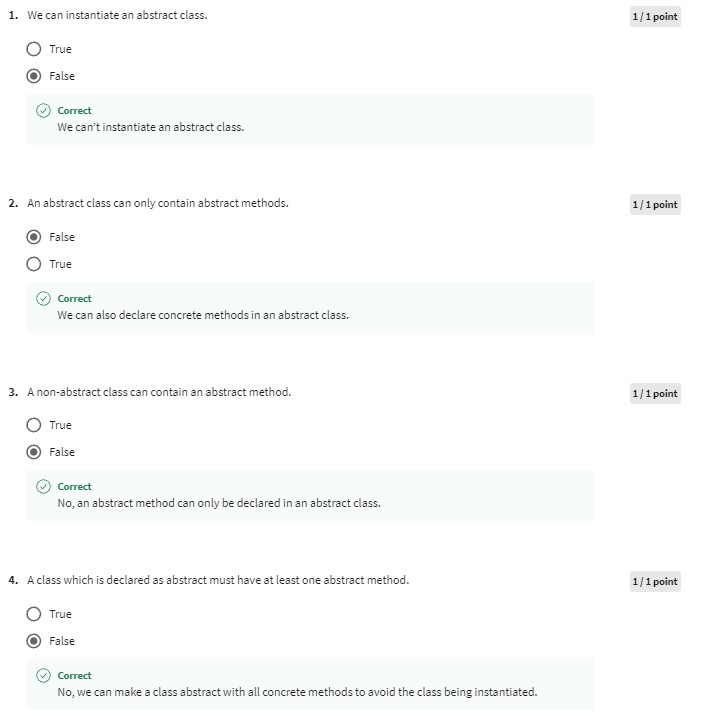 1. We can instantiate an abstract class. 1 / 1 point
True
False
Correct
We can't instantiate an abstract class.
2. An abstract class can only contain abstract methods. 1 / 1 point
False
True
Correct
We can also declare concrete methods in an abstract class.
3. A non-abstract class can contain an abstract method. 1 / 1 point
True
False
Correct
No, an abstract method can only be declared in an abstract class.
4. A class which is declared as abstract must have at least one abstract method. 1 / 1 point
True
False
Correct
No, we can make a class abstract with all concrete methods to avoid the class being instantiated.